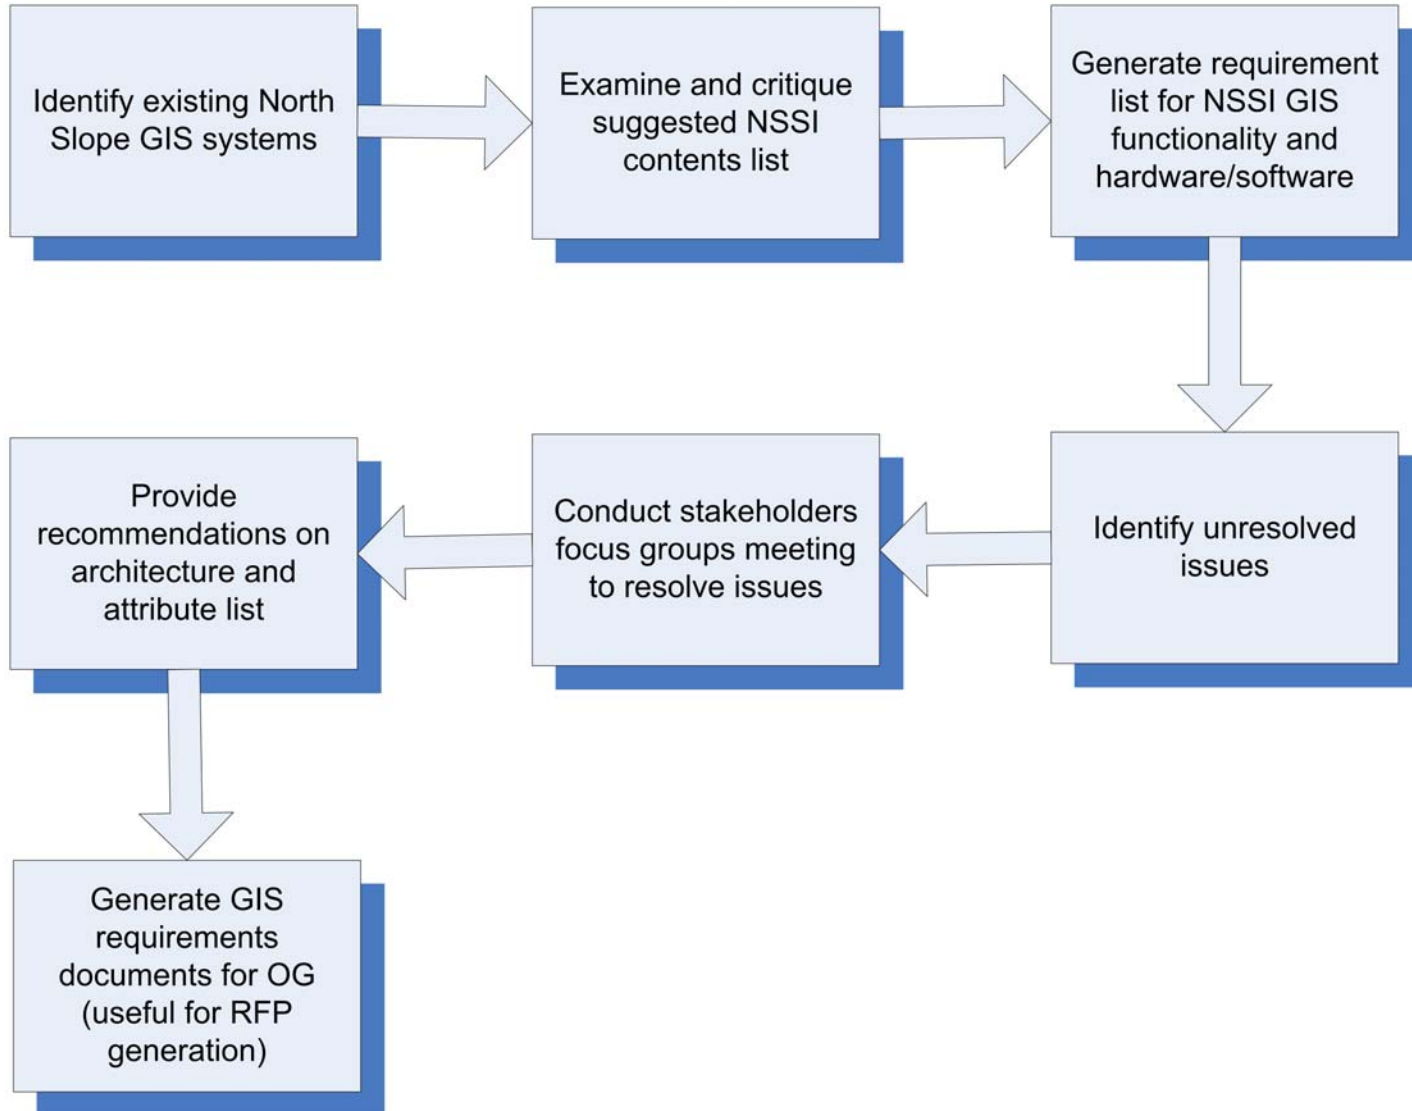 Identify existing North
Slope GIS systems
Examine and critique
suggested NSSI
contents list
Generate requirement
list for NSSI GIS
functionality and
hardware/software
Identify unresolved
issues
Conduct stakeholders
focus groups meeting
to resolve issues
Provide
recommendations on
architecture and
attribute list
Generate GIS
requirements
documents for OG
(useful for RFP
generation)